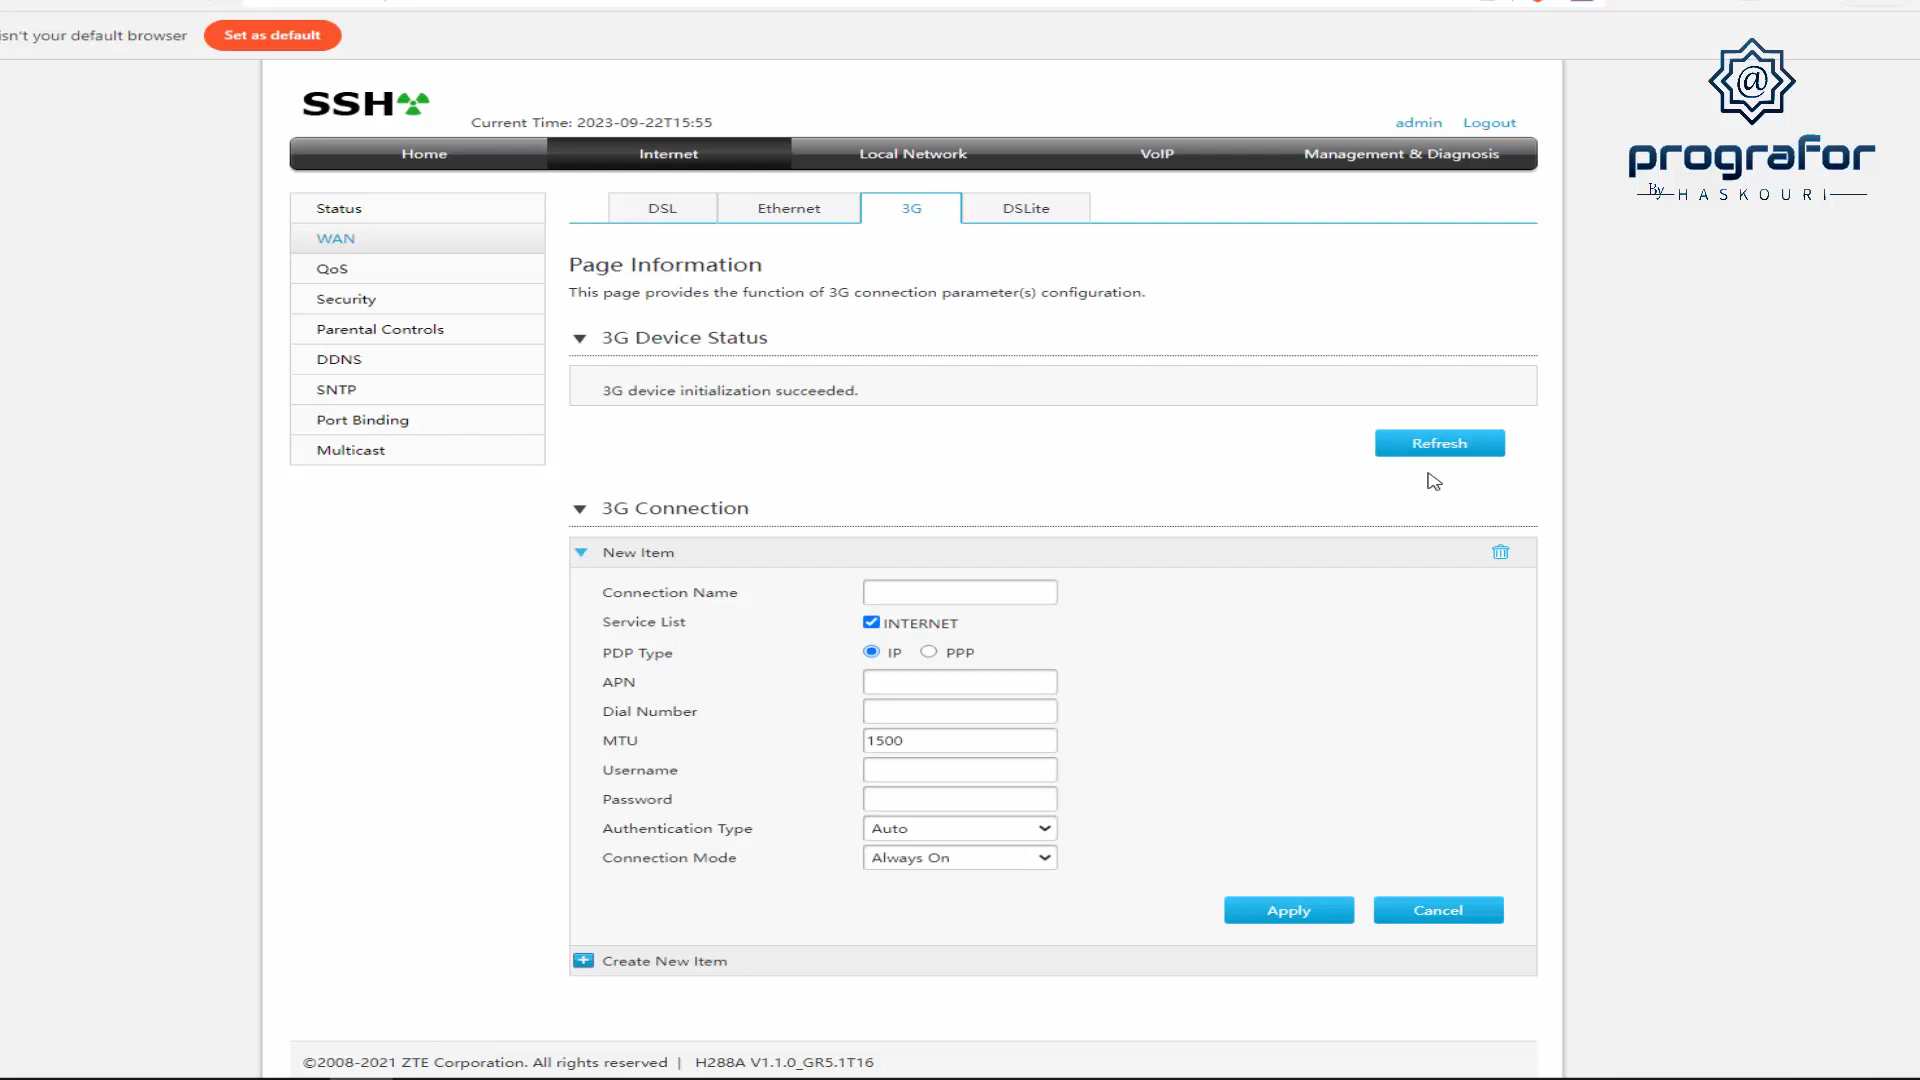 isn't your default browser Set as default
SSH
Current Time: 2023-09-22T15:55 admin Logout
Home Internet Local Network VoIP Management & Diagnosis
@
prografor
By HASKOURI
Status
WAN
QoS
Security
Parental Controls
DDNS
SNTP
Port Binding
Multicast
DSL Ethernet 3G DSLite
Page Information
This page provides the function of 3G connection parameter(s) configuration.
3G Device Status
3G device initialization succeeded.
Refresh
3G Connection
New Item
Connection Name
Service List INTERNET
PDP Type IP PPP
APN
Dial Number
MTU 1500
Username
Password
Authentication Type Auto
Connection Mode Always On
Apply Cancel
Create New Item
©2008-2021 ZTE Corporation. All rights reserved | H288A V1.1.0_GR5.1T16